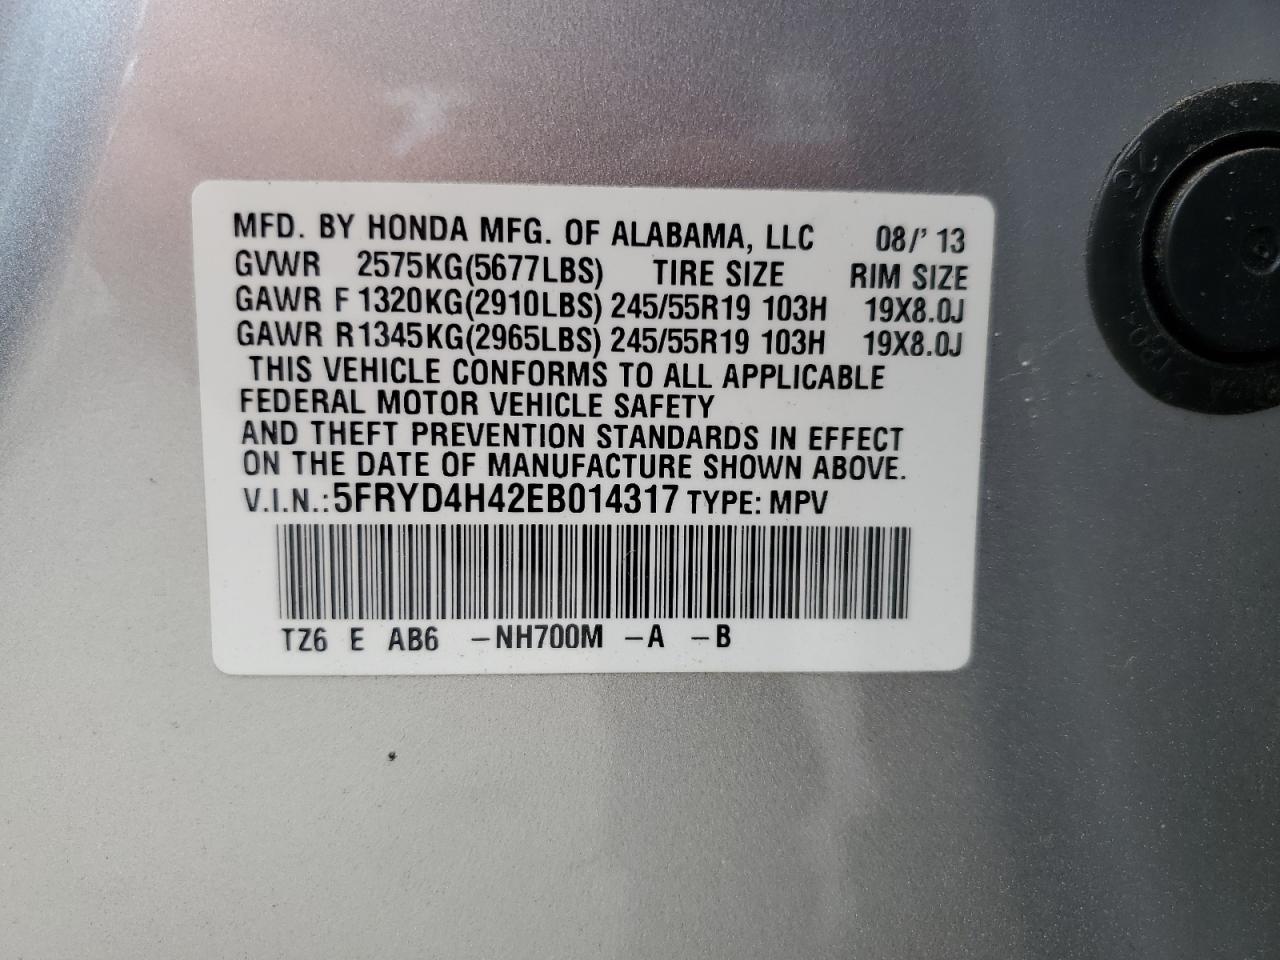 MFD. BY HONDA MFG. OF ALABAMA, LLC 08/'13
GVWR 2575KG(5677LBS) TIRE SIZE RIM SIZE
GAWR F 1320KG(2910LBS) 245/55R19 103H 19X8.0J
GAWR R1345KG(2965LBS) 245/55R19 103H 19X8.0J
THIS VEHICLE CONFORMS TO ALL APPLICABLE
FEDERAL MOTOR VEHICLE SAFETY
AND THEFT PREVENTION STANDARDS IN EFFECT
ON THE DATE OF MANUFACTURE SHOWN ABOVE.
V.I.N.:5FRYD4H42EB014317 TYPE: MPV
TZ6 E AB6 -NH700M -A -B